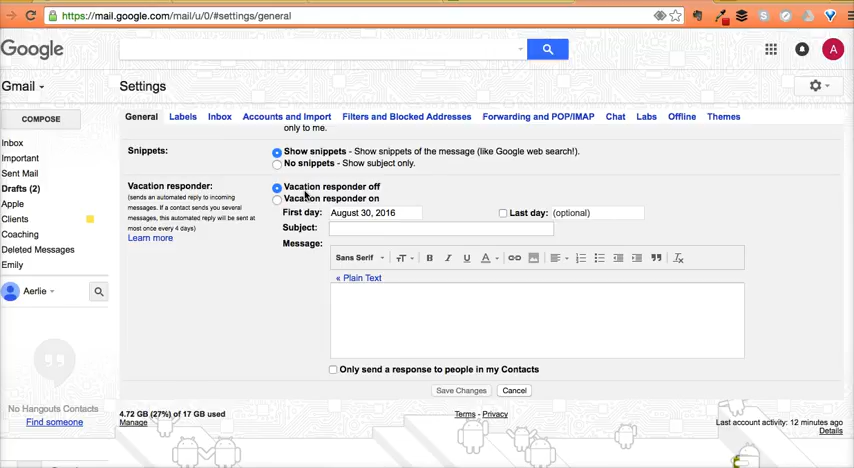 https://mail.google.com/mail/u/0/#settings/general
Google
A
Gmail
Settings
COMPOSE
General Labels Inbox Accounts and Import Filters and Blocked Addresses Forwarding and POP/IMAP Chat Labs Offline Themes
only to me.
Inbox
Important
Sent Mail
Drafts (2)
Apple
Clients
Coaching
Deleted Messages
Emily
Aerlie
No Hangouts Contacts
Find someone
Snippets:
Show snippets - Show snippets of the message (like Google web search!).
No snippets - Show subject only.
Vacation responder:
(sends an automated reply to incoming
messages. If a contact sends you several
messages, this automated reply will be sent at
most once every 4 days)
Learn more
Vacation responder off
Vacation responder on
First day: August 30, 2016 Last day: (optional)
Subject:
Message:
Sans Serif TT B I U A
« Plain Text
Only send a response to people in my Contacts
Save Changes Cancel
4.72 GB (27%) of 17 GB used
Manage
Terms - Privacy
Last account activity: 12 minutes ago
Details